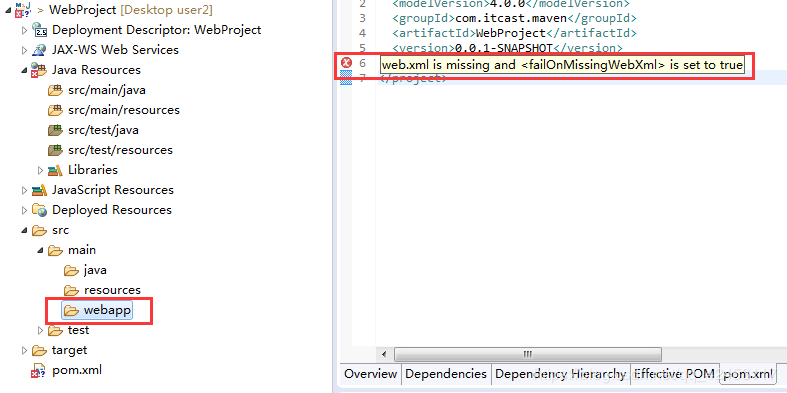 > WebProject [Desktop user2]
Deployment Descriptor: WebProject
JAX-WS Web Services
Java Resources
src/main/java
src/main/resources
src/test/java
src/test/resources
Libraries
JavaScript Resources
Deployed Resources
src
main
java
resources
webapp
test
target
pom.xml
2 <modelVersion>4.0.0</modelVersion>
3 <groupId>com.itcast.maven</groupId>
4 <artifactId>WebProject</artifactId>
5 <version>0.0.1-SNAPSHOT</version>
6 web.xml is missing and <failOnMissingWebXml> is set to true
7 </project>
Overview Dependencies Dependency Hierarchy Effective POM pom.xml